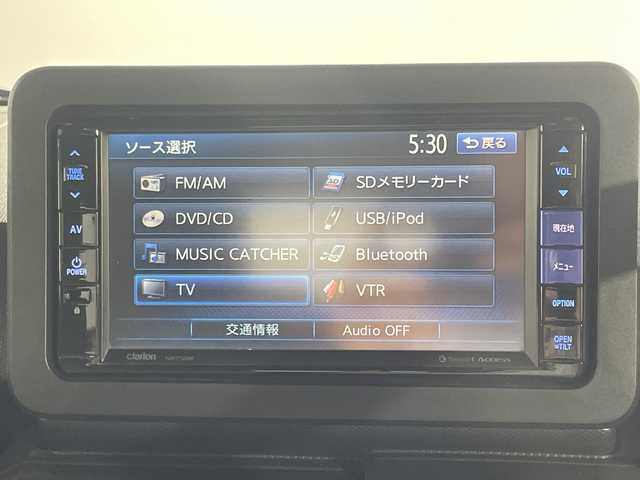 ソース選択 5:30 戻る
FM/AM SDメモリーカード
DVD/CD USB/iPod
MUSIC CATCHER Bluetooth
TV VTR
交通情報 Audio OFF
TUNE
TRACK
AV
POWER
VOL
現在地
メニュー
OPTION
OPEN
TILT
clarion
Smart ACCESS